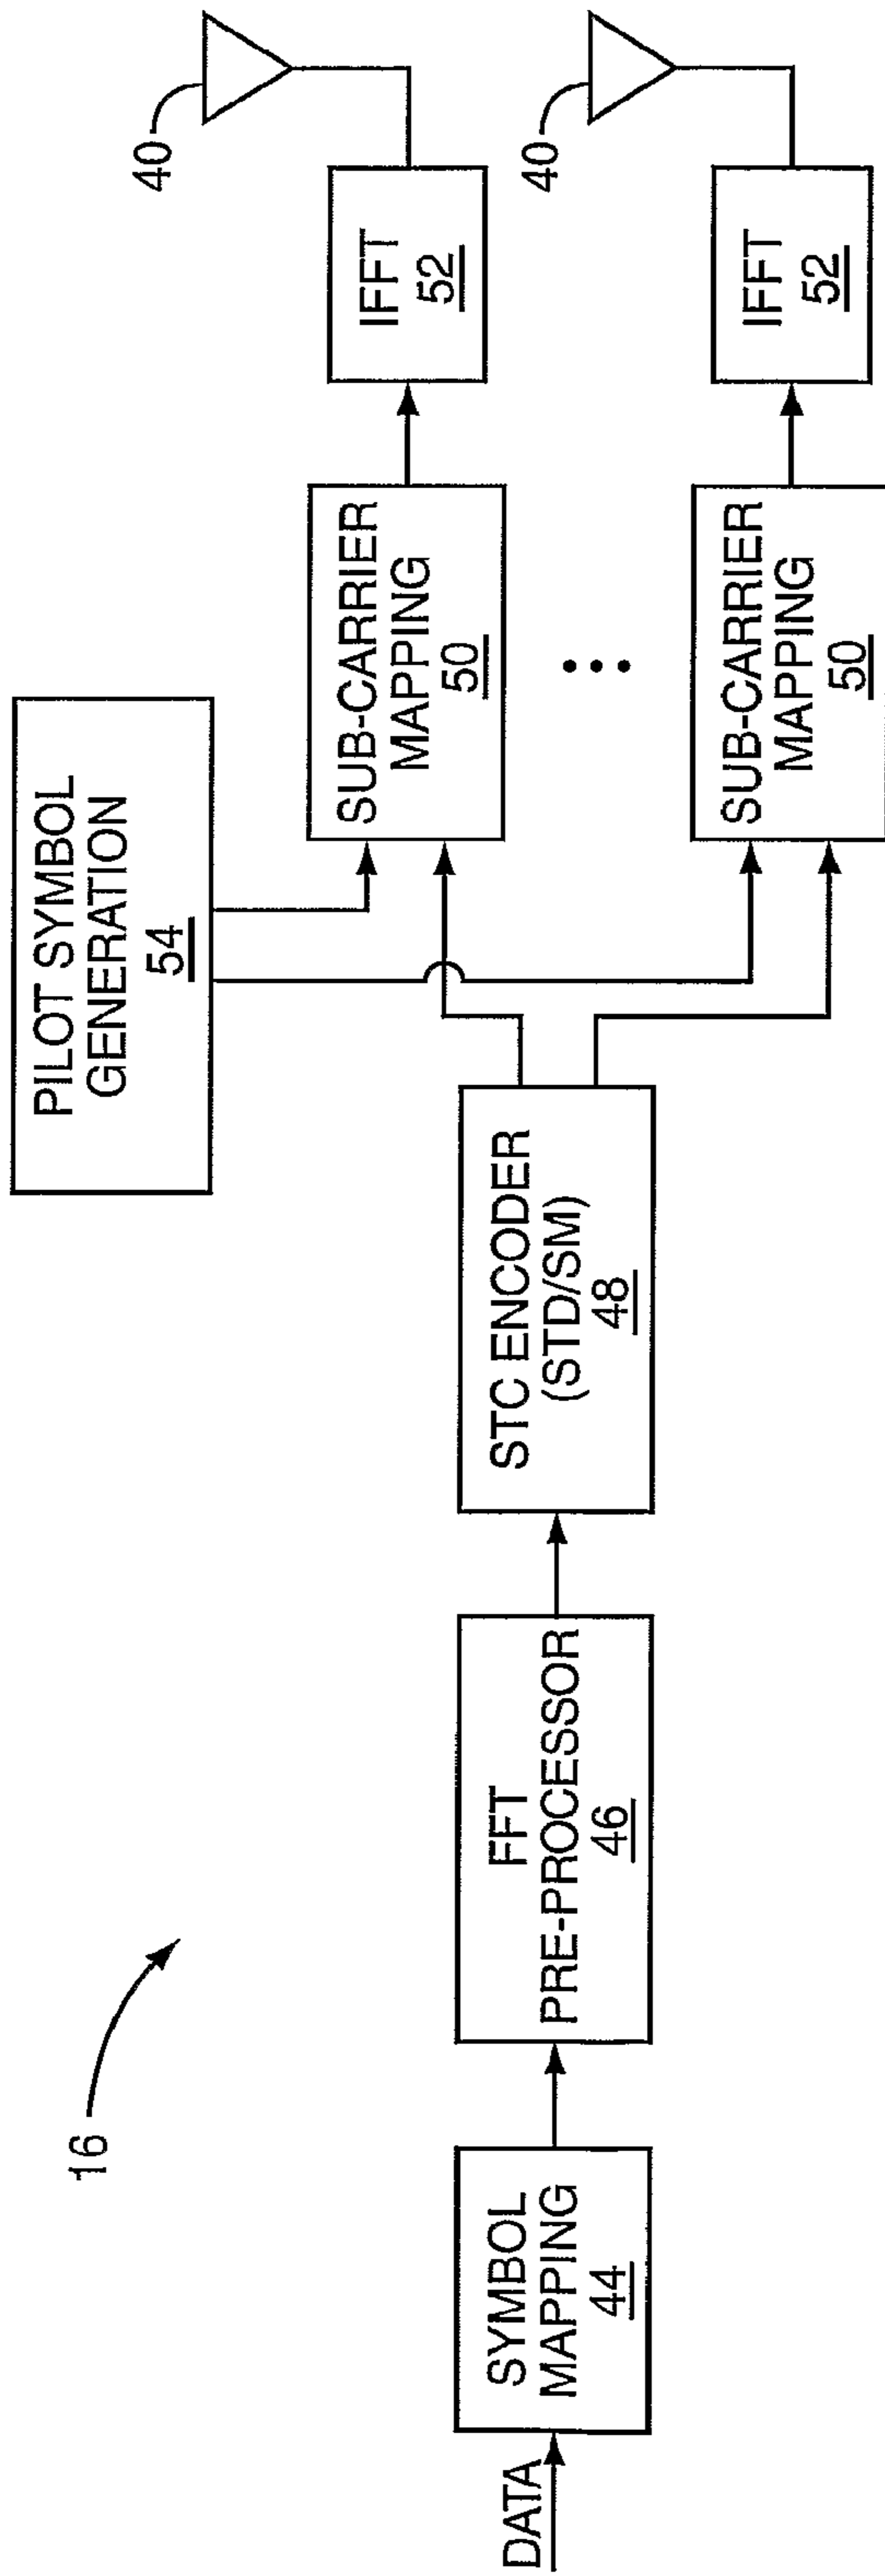 16
DATA
SYMBOL
MAPPING
44
FFT
PRE-PROCESSOR
46
STC ENCODER
(STD/SM)
48
PILOT SYMBOL
GENERATION
54
SUB-CARRIER
MAPPING
50
IFFT
52
40
SUB-CARRIER
MAPPING
50
IFFT
52
40